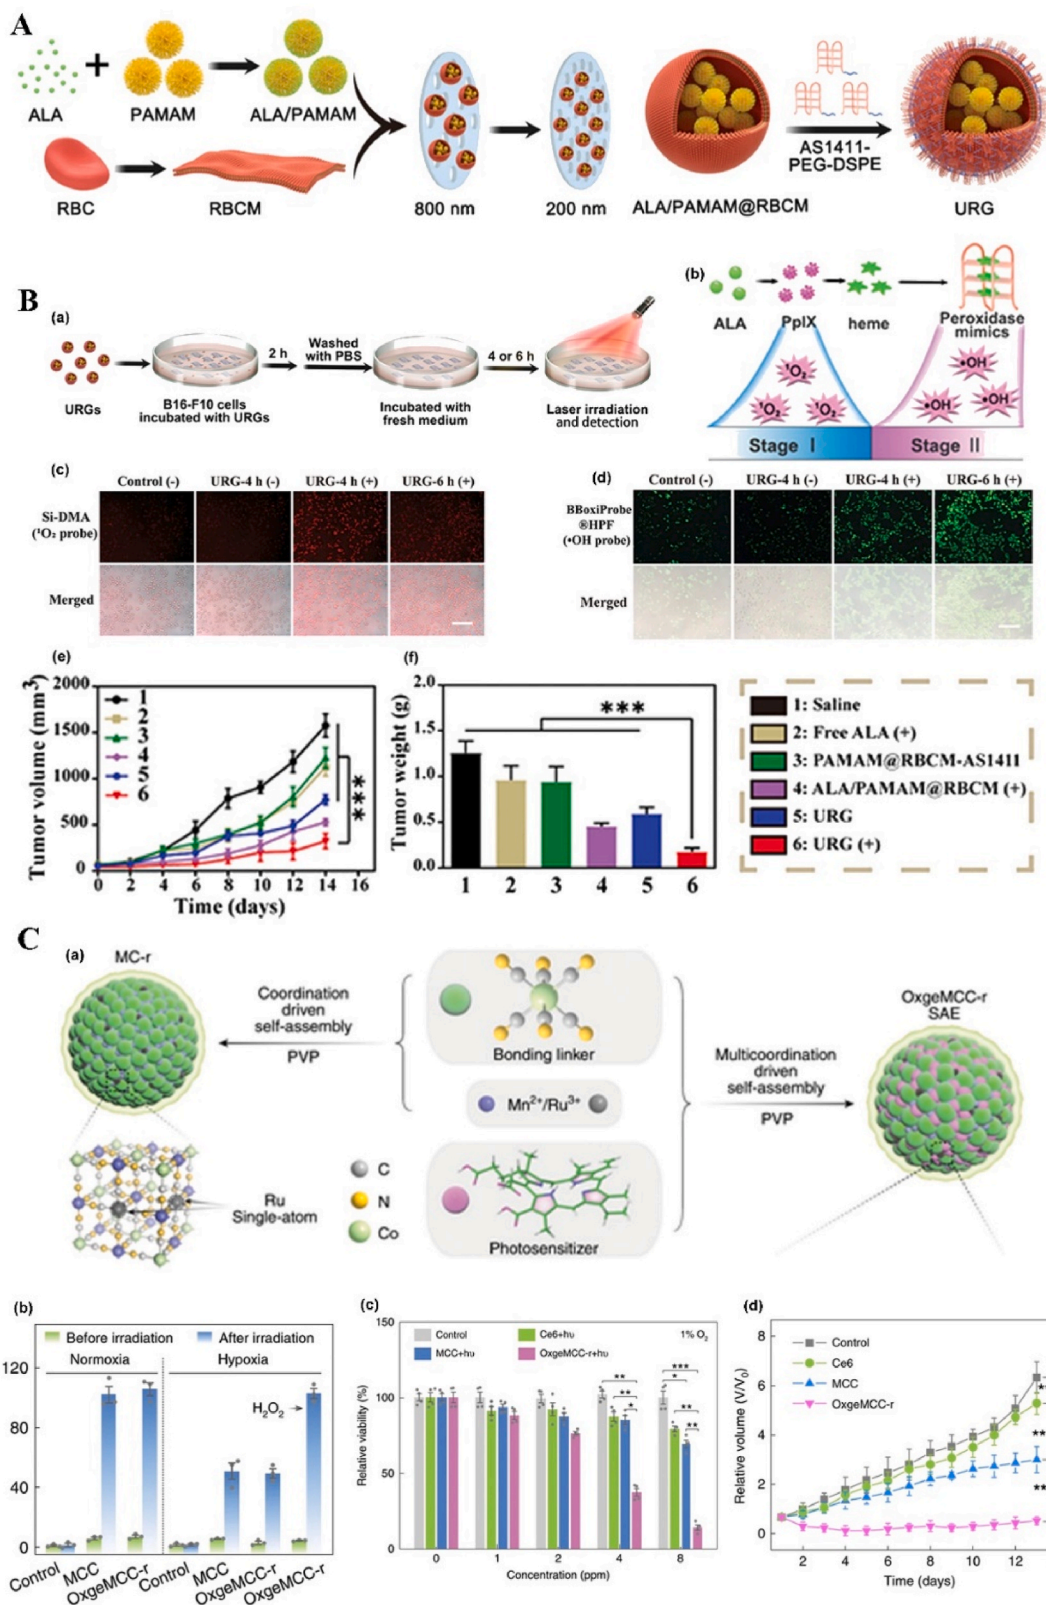 A
ALA
PAMAM
ALA/PAMAM
RBC
RBCM
800 nm
200 nm
ALA/PAMAM@RBCM
AS1411-
PEG-DSPE
URG
B
(a)
URGs
B16-F10 cells
incubated with URGs
2 h
Washed
with PBS
Incubated with
fresh medium
4 or 6 h
Laser irradiation
and detection
(b)
ALA
PpIX
heme
Peroxidase
mimics
¹O₂
¹O₂
¹O₂
•OH
•OH
•OH
Stage I
Stage II
(c)
Control (-)
URG-4 h (-)
URG-4 h (+)
URG-6 h (+)
Si-DMA
(¹O₂ probe)
Merged
(d)
Control (-)
URG-4 h (-)
URG-4 h (+)
URG-6 h (+)
BBoxiProbe
®HPF
(•OH probe)
Merged
(e)
Tumor volume (mm³)
2000
1500
1000
500
0
1
2
3
4
5
6
***
0 2 4 6 8 10 12 14 16
Time (days)
(f)
Tumor weight (g)
2.0
1.5
1.0
0.5
0.0
***
1 2 3 4 5 6
1: Saline
2: Free ALA (+)
3: PAMAM@RBCM-AS1411
4: ALA/PAMAM@RBCM (+)
5: URG
6: URG (+)
C
(a)
MC-r
Coordination
driven
self-assembly
PVP
Bonding linker
Mn²⁺/Ru³⁺
Photosensitizer
Multicoordination
driven
self-assembly
PVP
OxgeMCC-r
SAE
Ru
Single-atom
C
N
Co
(b)
Before irradiation
After irradiation
Normoxia
Hypoxia
H₂O₂
120
80
40
0
Control
MCC
OxgeMCC-r
Control
MCC
OxgeMCC-r
OxgeMCC-r
(c)
Relative viability (%)
150
100
50
0
Control
Ce6+hυ
MCC+hυ
OxgeMCC-r+hυ
1% O₂
**
**
*
***
*
**
**
0 1 2 4 8
Concentration (ppm)
(d)
Relative volume (V/V₀)
8
6
4
2
0
Control
Ce6
MCC
OxgeMCC-r
**
**
2 4 6 8 10 12
Time (days)